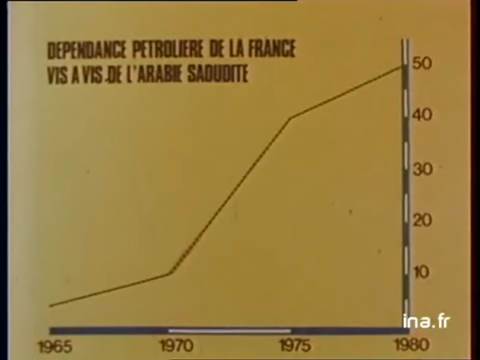 DEPENDANCE PETROLIERE DE LA FRANCE
VIS A VIS DE L'ARABIE SAOUDITE
50
40
30
20
10
ina.fr
1965 1970 1975 1980